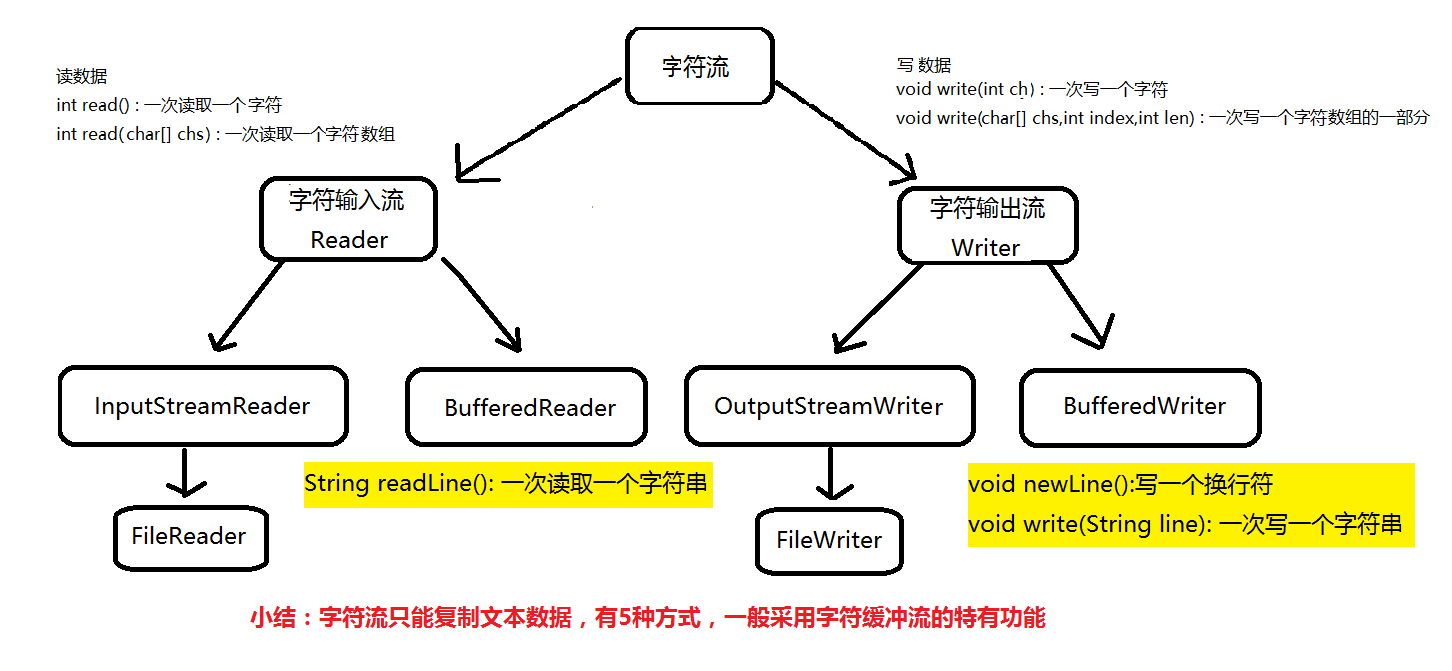 字符流
读数据
int read() : 一次读取一个字符
int read(char[] chs) : 一次读取一个字符数组
写 数据
void write(int ch) : 一次写一个字符
void write(char[] chs,int index,int len) : 一次写一个字符数组的一部分
字符输入流
Reader
字符输出流
Writer
InputStreamReader
BufferedReader
OutputStreamWriter
BufferedWriter
String readLine(): 一次读取一个字符串
void newLine():写一个换行符
void write(String line): 一次写一个字符串
FileReader
FileWriter
小结：字符流只能复制文本数据，有5种方式，一般采用字符缓冲流的特有功能